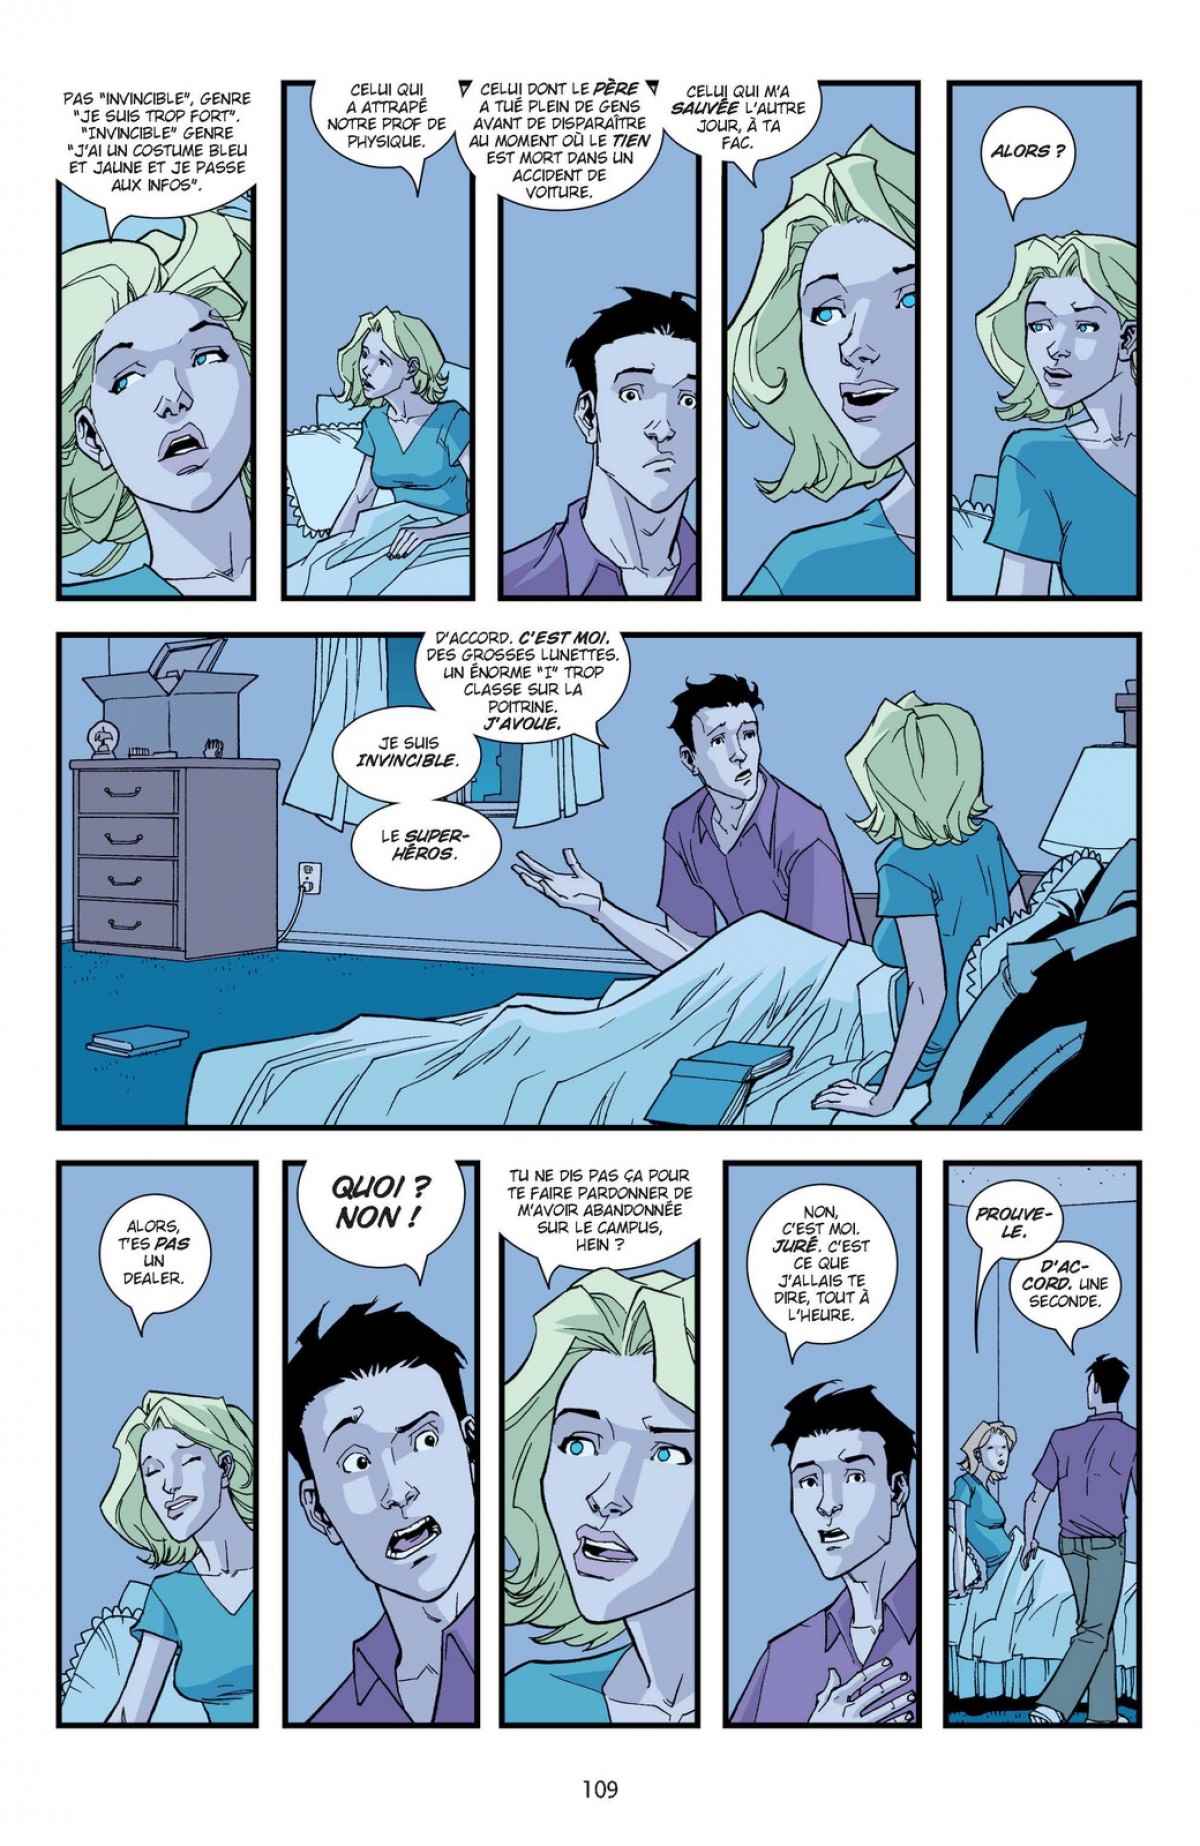 PAS "INVINCIBLE", GENRE
"JE SUIS TROP FORT".
"INVINCIBLE" GENRE
"J'AI UN COSTUME BLEU
ET JAUNE ET JE PASSE
AUX INFOS".
CELUI QUI
A ATTRAPÉ
NOTRE PROF DE
PHYSIQUE.
CELUI DONT LE PÈRE
A TUÉ PLEIN DE GENS
AVANT DE DISPARAÎTRE
AU MOMENT OÙ LE TIEN
EST MORT DANS UN
ACCIDENT DE
VOITURE.
CELUI QUI M'A
SAUVÉE L'AUTRE
JOUR, À TA
FAC.
ALORS ?
D'ACCORD. C'EST MOI.
DES GROSSES LUNETTES.
UN ÉNORME "I" TROP
CLASSE SUR LA
POITRINE.
J'AVOUE.
JE SUIS
INVINCIBLE.
LE SUPER-
HÉROS.
ALORS,
T'ES PAS
UN
DEALER.
QUOI ?
NON !
TU NE DIS PAS ÇA POUR
TE FAIRE PARDONNER DE
M'AVOIR ABANDONNÉE
SUR LE CAMPUS,
HEIN ?
NON,
C'EST MOI.
JURÉ. C'EST
CE QUE
J'ALLAIS TE
DIRE, TOUT À
L'HEURE.
PROUVE-
LE.
D'AC-
CORD. UNE
SECONDE.
109